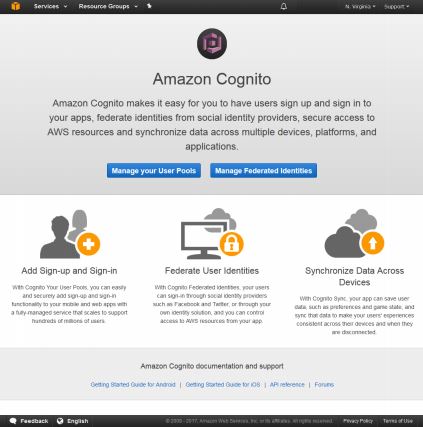 Services Resource Groups N. Virginia Support
Amazon Cognito
Amazon Cognito makes it easy for you to have users sign up and sign in to
your apps, federate identities from social identity providers, secure access to
AWS resources and synchronize data across multiple devices, platforms, and
applications.
Manage your User Pools Manage Federated Identities
Add Sign-up and Sign-in
With Cognito Your User Pools, you can easily
and securely add sign-up and sign-in
functionality to your mobile and web apps with
a fully-managed service that scales to support
hundreds of millions of users.
Federate User Identities
With Cognito Federated Identities, your users
can sign-in through social identity providers
such as Facebook and Twitter, or through your
own identity solution, and you can control
access to AWS resources from your app.
Synchronize Data Across
Devices
With Cognito Sync, your app can save user
data, such as preferences and game state, and
sync that data to make your users' experiences
consistent across their devices and when they
are disconnected.
Amazon Cognito documentation and support
Getting Started Guide for Android | Getting Started Guide for iOS | API reference | Forums
Feedback English © 2008 - 2017, Amazon Web Services, Inc. or its affiliates. All rights reserved. Privacy Policy Terms of Use